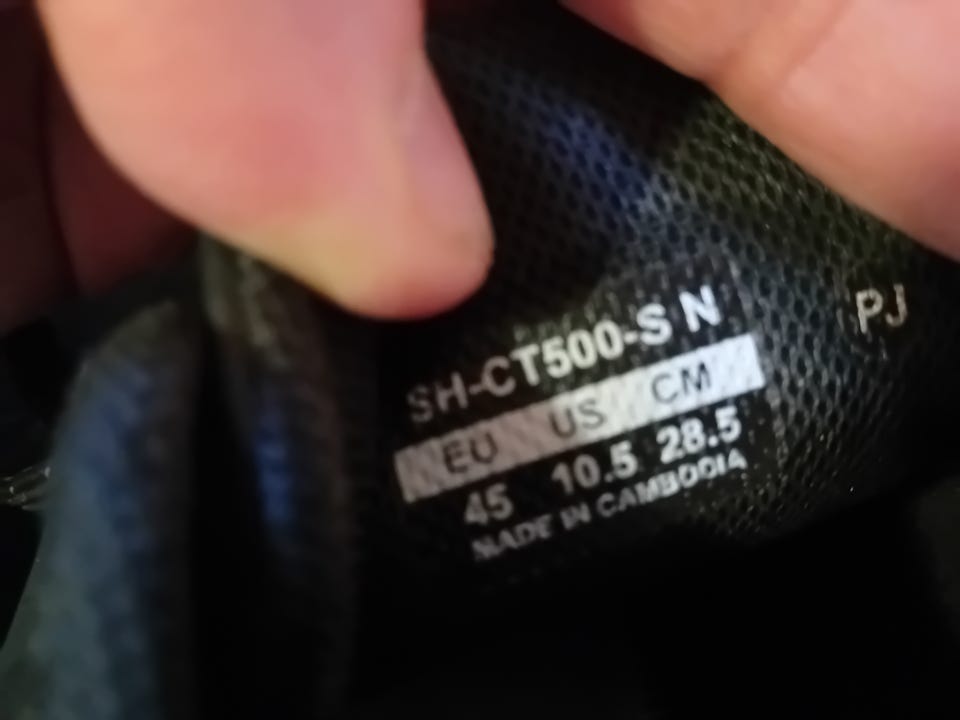 SH-CT500-S N
PJ
EU US CM
45 10.5 28.5
MADE IN CAMBODIA